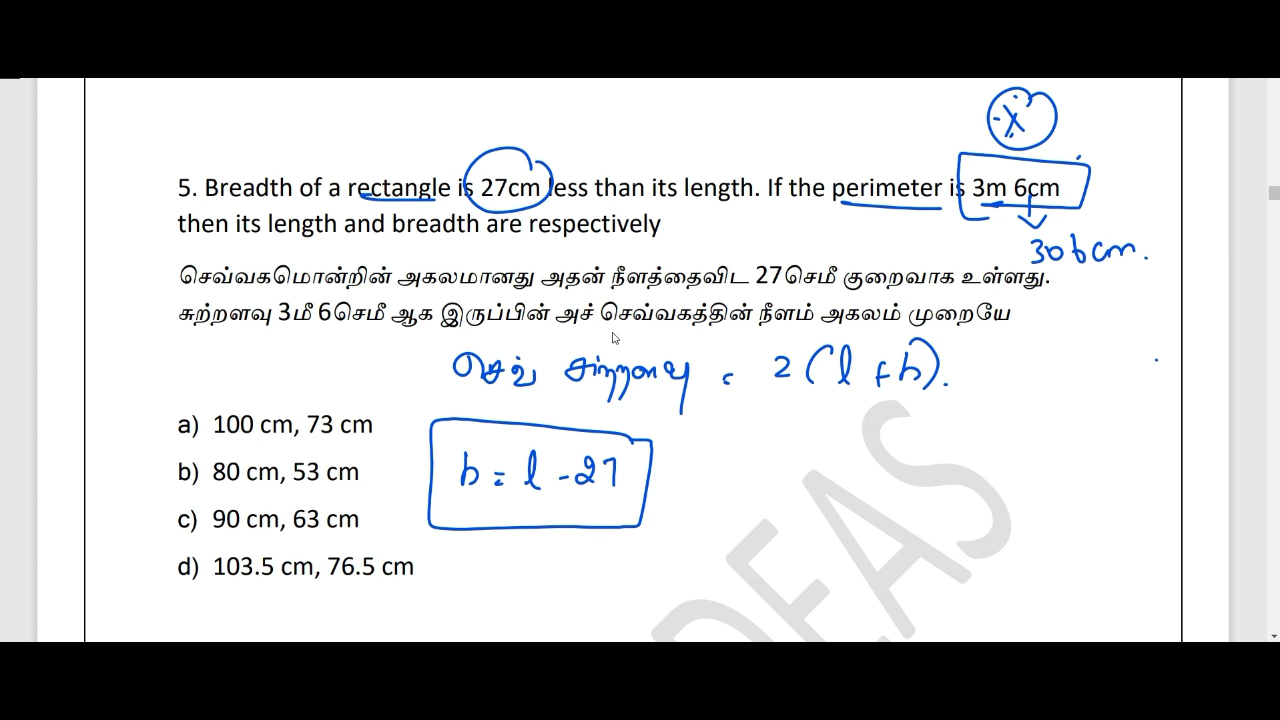 5. Breadth of a rectangle is 27cm less than its length. If the perimeter is 3m 6cm
then its length and breadth are respectively
306cm.
செவ்வகமொன்றின் அகலமானது அதன் நீளத்தைவிட 27செமீ குறைவாக உள்ளது.
சுற்றளவு 3மீ 6செமீ ஆக இருப்பின் அச் செவ்வகத்தின் நீளம் அகலம் முறையே
செவ் சுற்றளவு = 2 (l + b).
a) 100 cm, 73 cm
b = l - 27
b) 80 cm, 53 cm
c) 90 cm, 63 cm
d) 103.5 cm, 76.5 cm